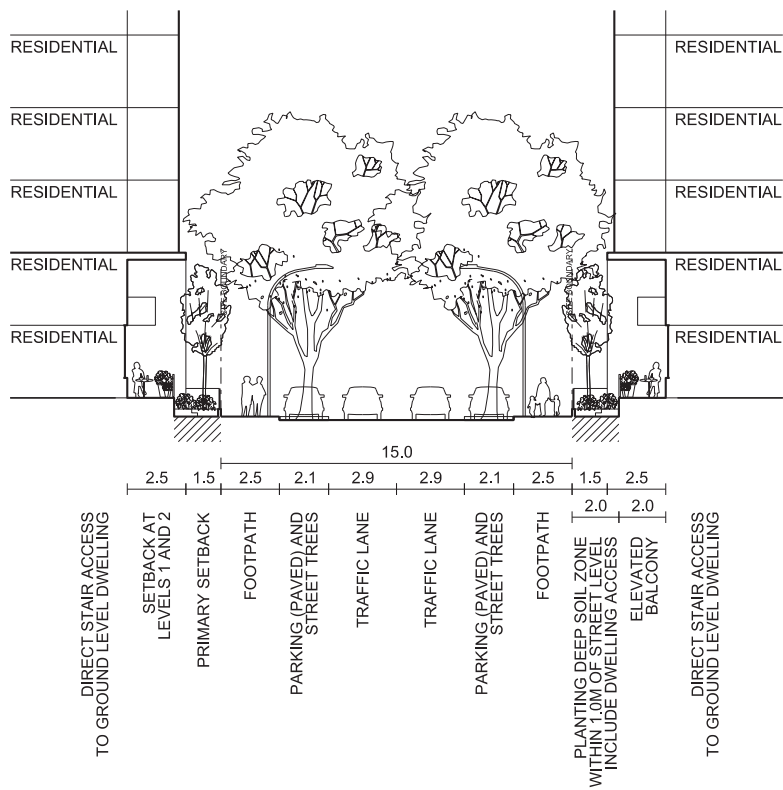 RESIDENTIAL
RESIDENTIAL
RESIDENTIAL
RESIDENTIAL
RESIDENTIAL
RESIDENTIAL
RESIDENTIAL
RESIDENTIAL
RESIDENTIAL
RESIDENTIAL
15.0
2.5 1.5 2.5 2.1 2.9 2.9 2.1 2.5 1.5 2.5
2.0 2.0
DIRECT STAIR ACCESS
TO GROUND LEVEL DWELLING
SETBACK AT
LEVELS 1 AND 2
PRIMARY SETBACK
FOOTPATH
PARKING (PAVED) AND
STREET TREES
TRAFFIC LANE
TRAFFIC LANE
PARKING (PAVED) AND
STREET TREES
FOOTPATH
PLANTING DEEP SOIL ZONE
WITHIN 1.0M OF STREET LEVEL
INCLUDE DWELLING ACCESS
ELEVATED
BALCONY
DIRECT STAIR ACCESS
TO GROUND LEVEL DWELLING